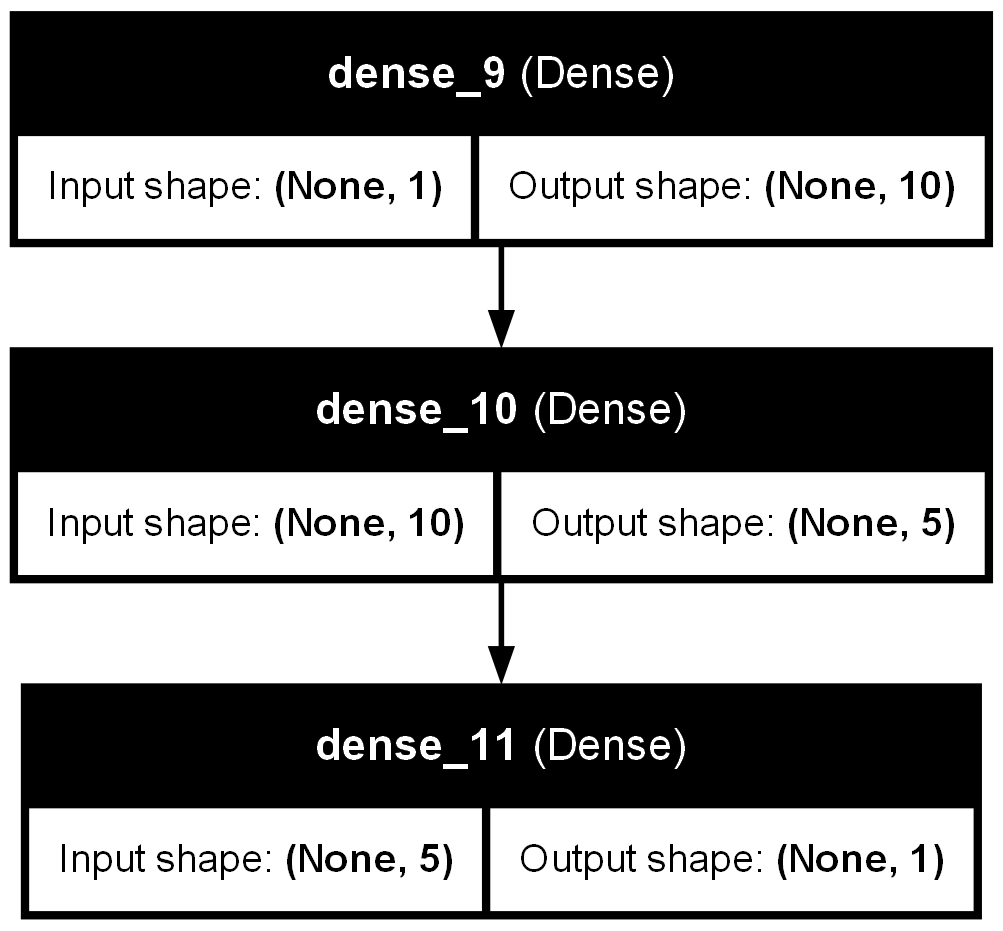 dense_9 (Dense)
Input shape: (None, 1) Output shape: (None, 10)
dense_10 (Dense)
Input shape: (None, 10) Output shape: (None, 5)
dense_11 (Dense)
Input shape: (None, 5) Output shape: (None, 1)